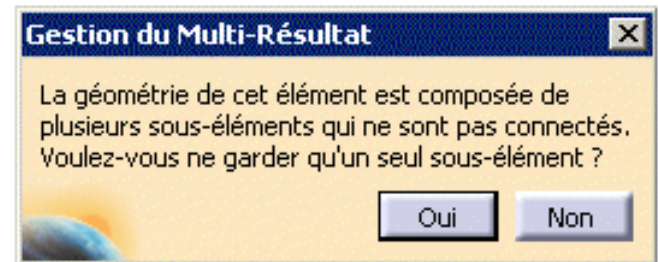 Gestion du Multi-Résultat
La géométrie de cet élément est composée de
plusieurs sous-éléments qui ne sont pas connectés.
Voulez-vous ne garder qu'un seul sous-élément ?
Oui Non